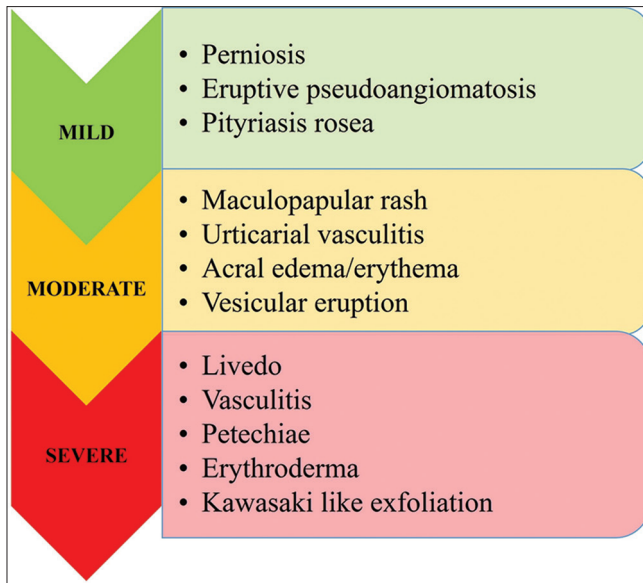 MILD
• Perniosis
• Eruptive pseudoangiomatosis
• Pityriasis rosea
MODERATE
• Maculopapular rash
• Urticarial vasculitis
• Acral edema/erythema
• Vesicular eruption
SEVERE
• Livedo
• Vasculitis
• Petechiae
• Erythroderma
• Kawasaki like exfoliation